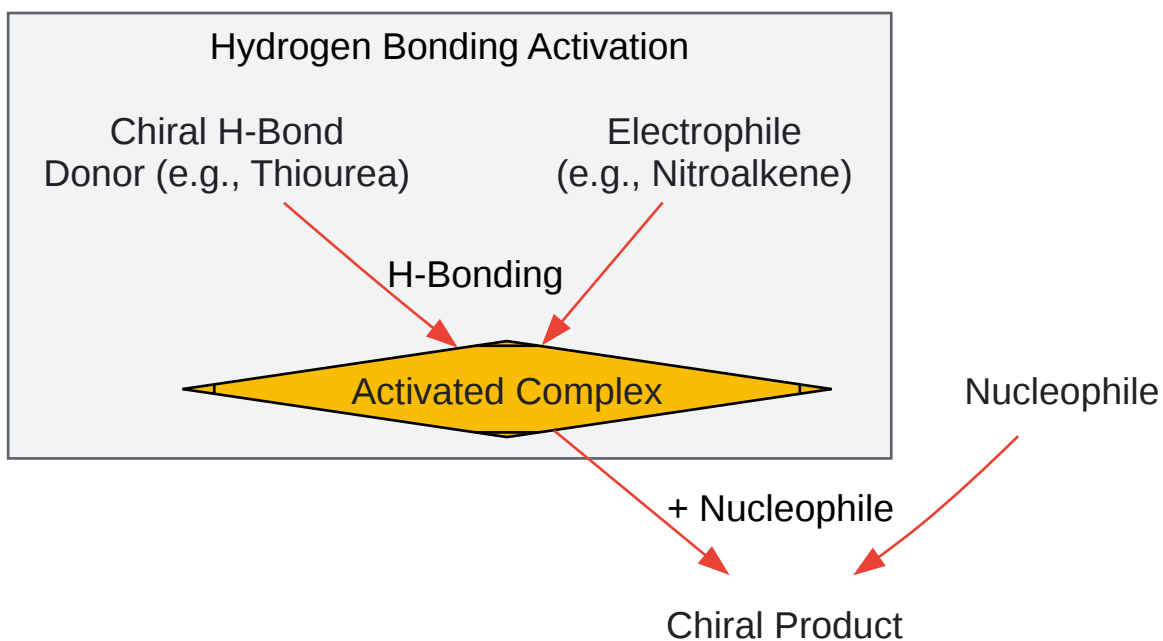 Hydrogen Bonding Activation
Chiral H-Bond
Donor (e.g., Thiourea)
Electrophile
(e.g., Nitroalkene)
H-Bonding
Activated Complex
Nucleophile
+ Nucleophile
Chiral Product